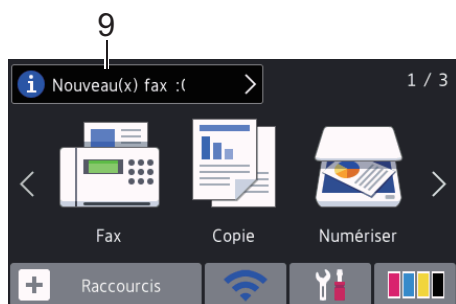 9
Nouveau(x) fax :(
1 / 3
Fax Copie Numériser
Raccourcis